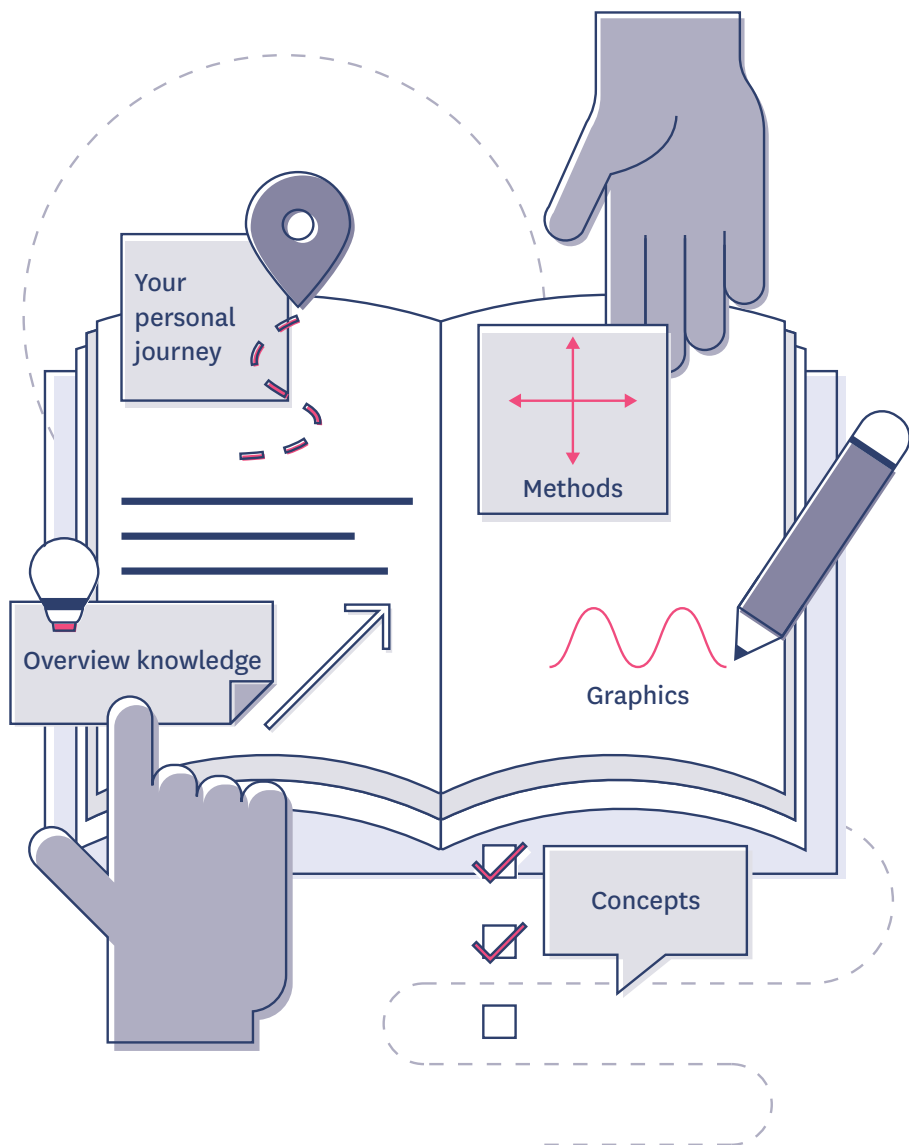 Your
personal
journey
Methods
Overview knowledge
Graphics
Concepts